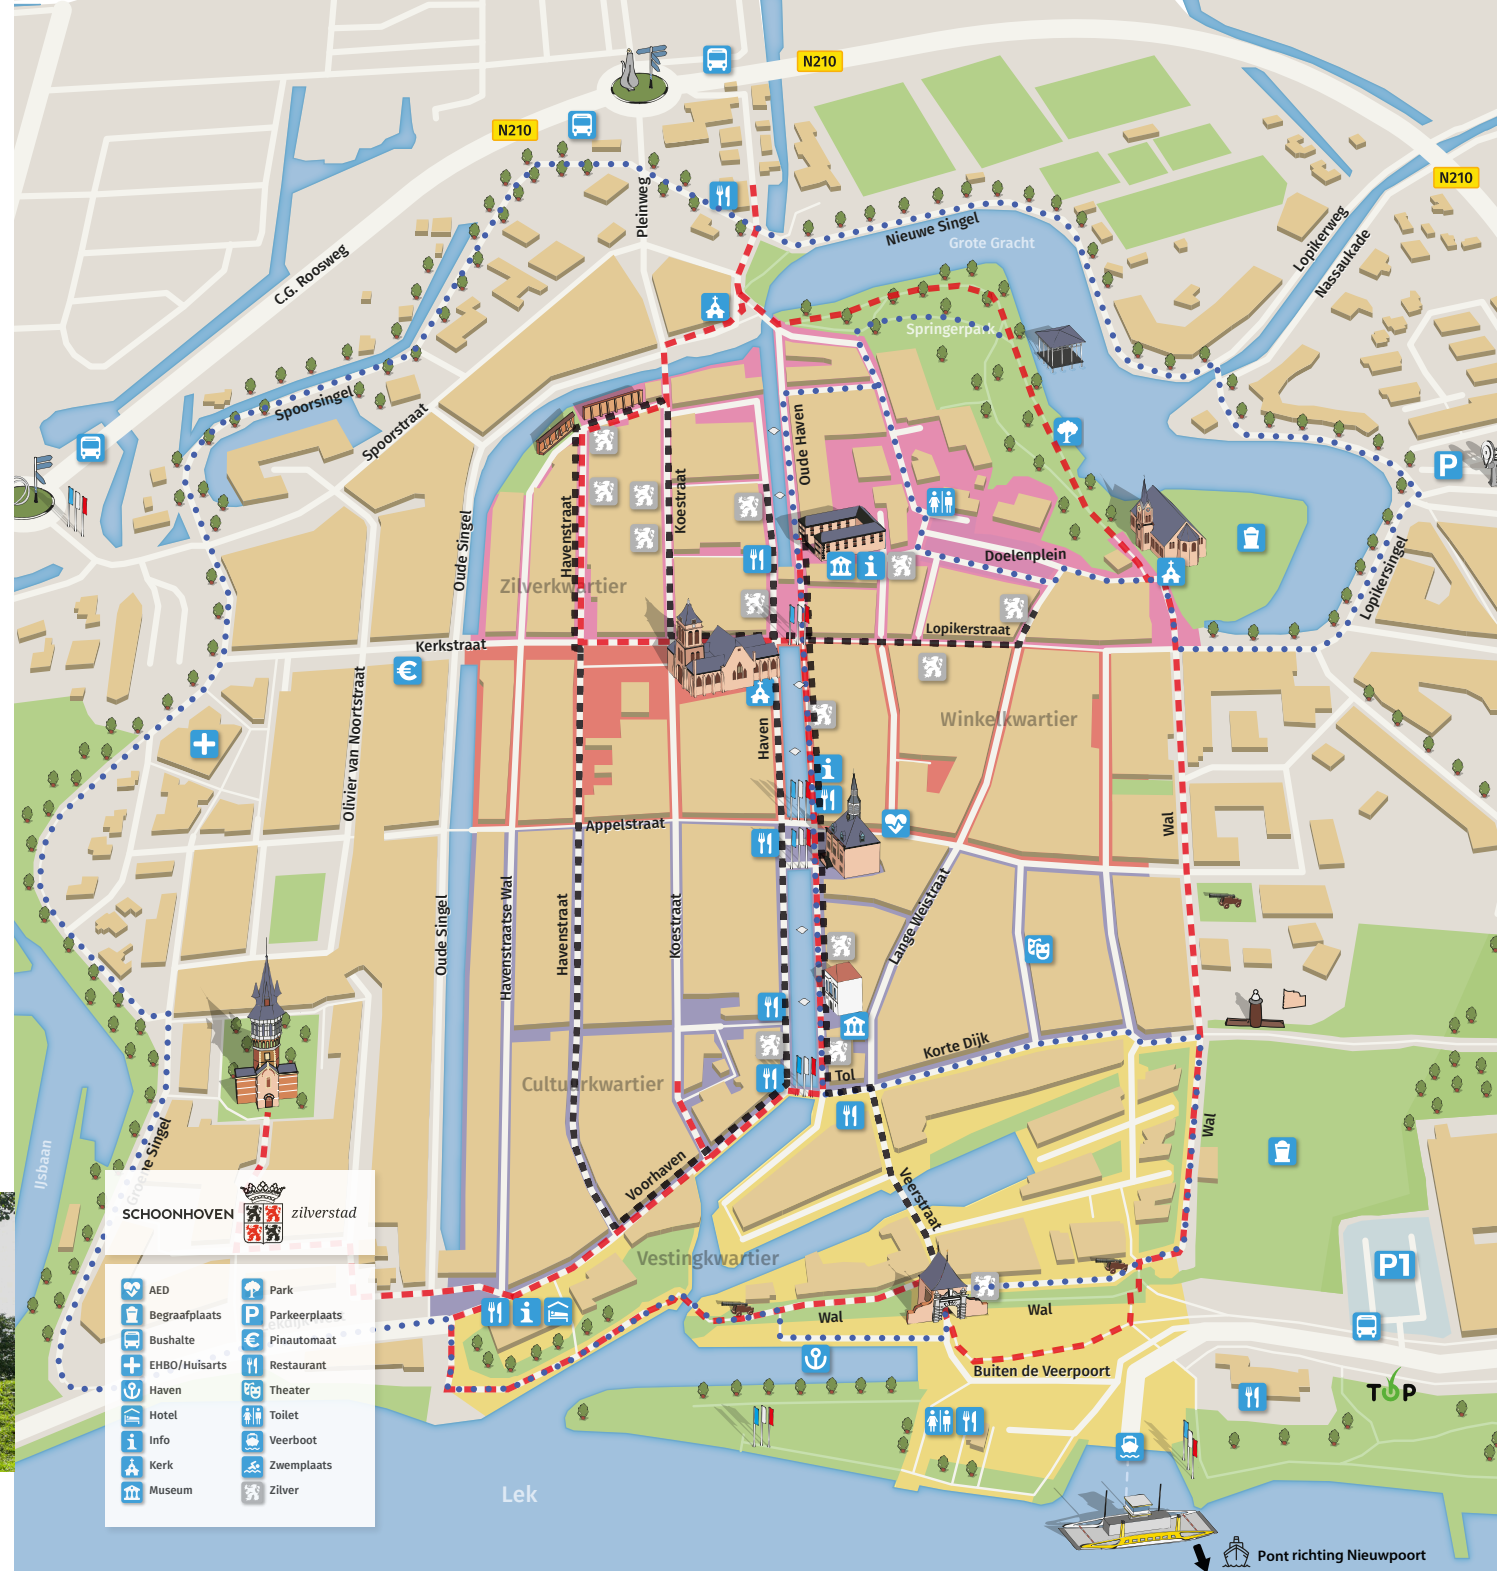 N210
N210
N210
Pleinweg
C.G. Roosweg
Nieuwe Singel
Grote Gracht
Lopikerweg
Nassaukade
Springerpark
Spoorsingel
Spoorstraat
Oude Haven
Koestraat
Havenstraat
Oude Singel
P
Doelenplein
Lopikersingel
Zilverkwartier
Lopikerstraat
Kerkstraat
€
Olivier van Noortstraat
Haven
Winkelkwartier
i
Appelstraat
Wal
Oude Singel
Havenstraatse Wal
Havenstraat
Koestraat
Lange Weistraat
Korte Dijk
Tol
Cultuurkwartier
Wal
Groene Singel
IJsbaan
Voorhaven
Veerstraat
SCHOONHOVEN zilverstad
Vestingkwartier
P1
i
Wal
Wal
Buiten de Veerpoort
TOP
AED
Begraafplaats
Bushalte
EHBO/Huisarts
Haven
Hotel
Info
Kerk
Museum
Park
Parkeerplaats
Pinautomaat
Restaurant
Theater
Toilet
Veerboot
Zwemplaats
Zilver
Lek
Pont richting Nieuwpoort